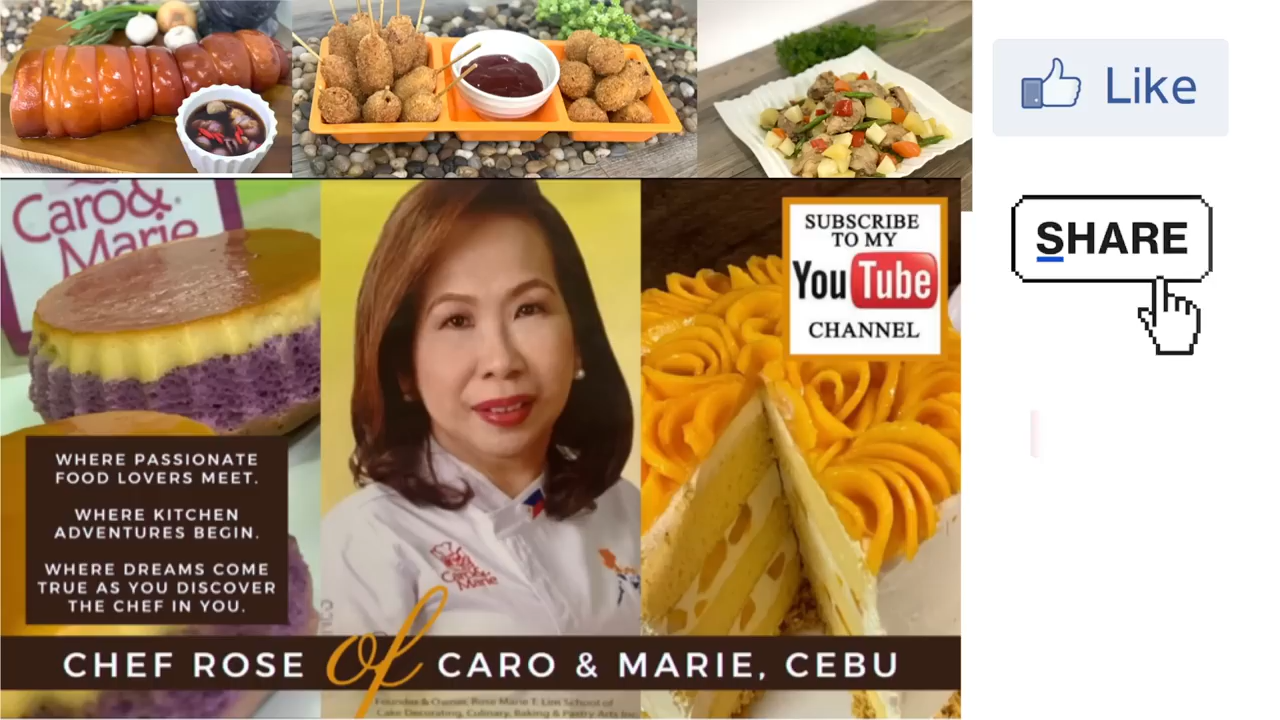 Like
SHARE
Caro&
Marie
SUBSCRIBE
TO MY
YouTube
CHANNEL
WHERE PASSIONATE
FOOD LOVERS MEET.
WHERE KITCHEN
ADVENTURES BEGIN.
WHERE DREAMS COME
TRUE AS YOU DISCOVER
THE CHEF IN YOU.
Caro&
Marie
CHEF ROSE of CARO & MARIE, CEBU
Founder & Owner, Rose Marie T. Lim School of
Cake Decorating, Culinary, Baking & Pastry Arts Inc.